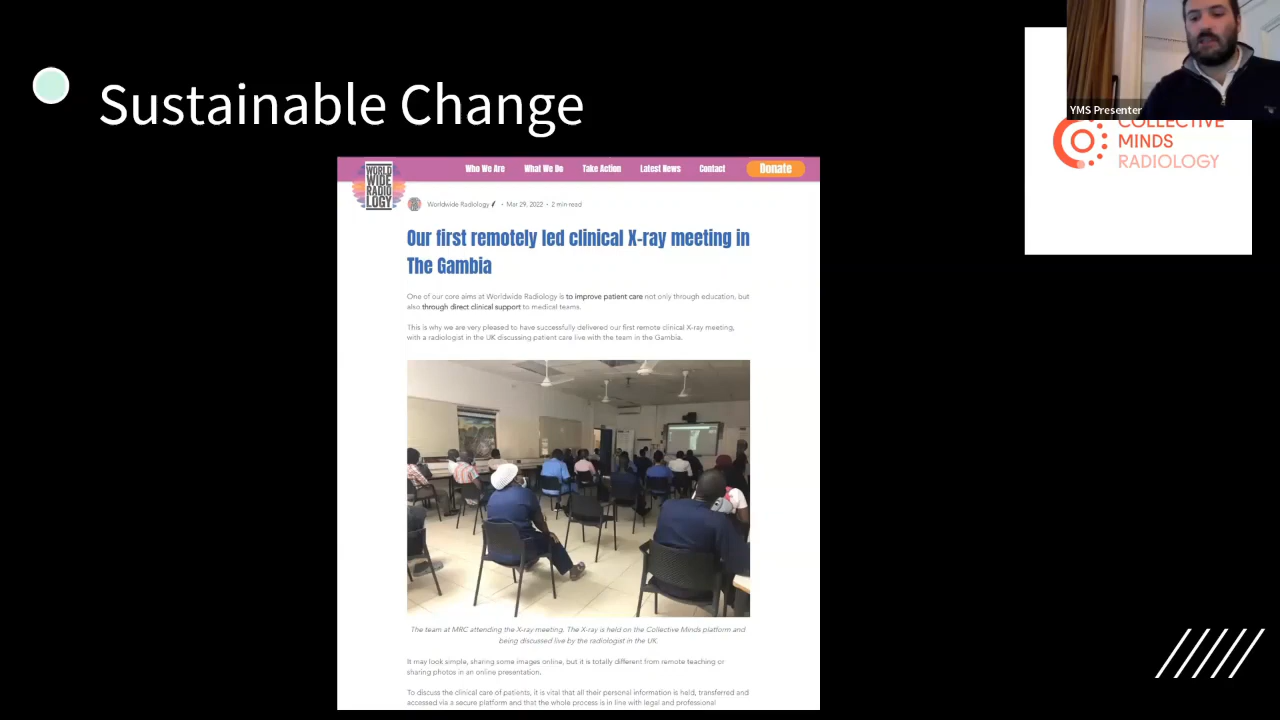 Sustainable Change
YMS Presenter
COLLECTIVE
MINDS
RADIOLOGY
WORLD
WIDE
RADIO
LOGY
Who We Are
What We Do
Take Action
Latest News
Contact
Donate
Worldwide Radiology
Mar 29, 2022 • 2 min read
Our first remotely led clinical X-ray meeting in
The Gambia
One of our core aims at Worldwide Radiology is to improve patient care not only through education, but
also through direct clinical support to medical teams.
This is why we are very pleased to have successfully delivered our first remote clinical X-ray meeting,
with a radiologist in the UK discussing patient care live with the team in the Gambia.
The team at MRC attending the X-ray meeting. The X-ray is held on the Collective Minds platform and
being discussed live by the radiologist in the UK
It may look simple, sharing some images online, but it is totally different from remote teaching or
sharing photos in an online presentation.
To discuss the clinical care of patients, it is vital that all their personal information is held, transferred and
accessed via a secure platform and that the whole process is in line with legal and professional